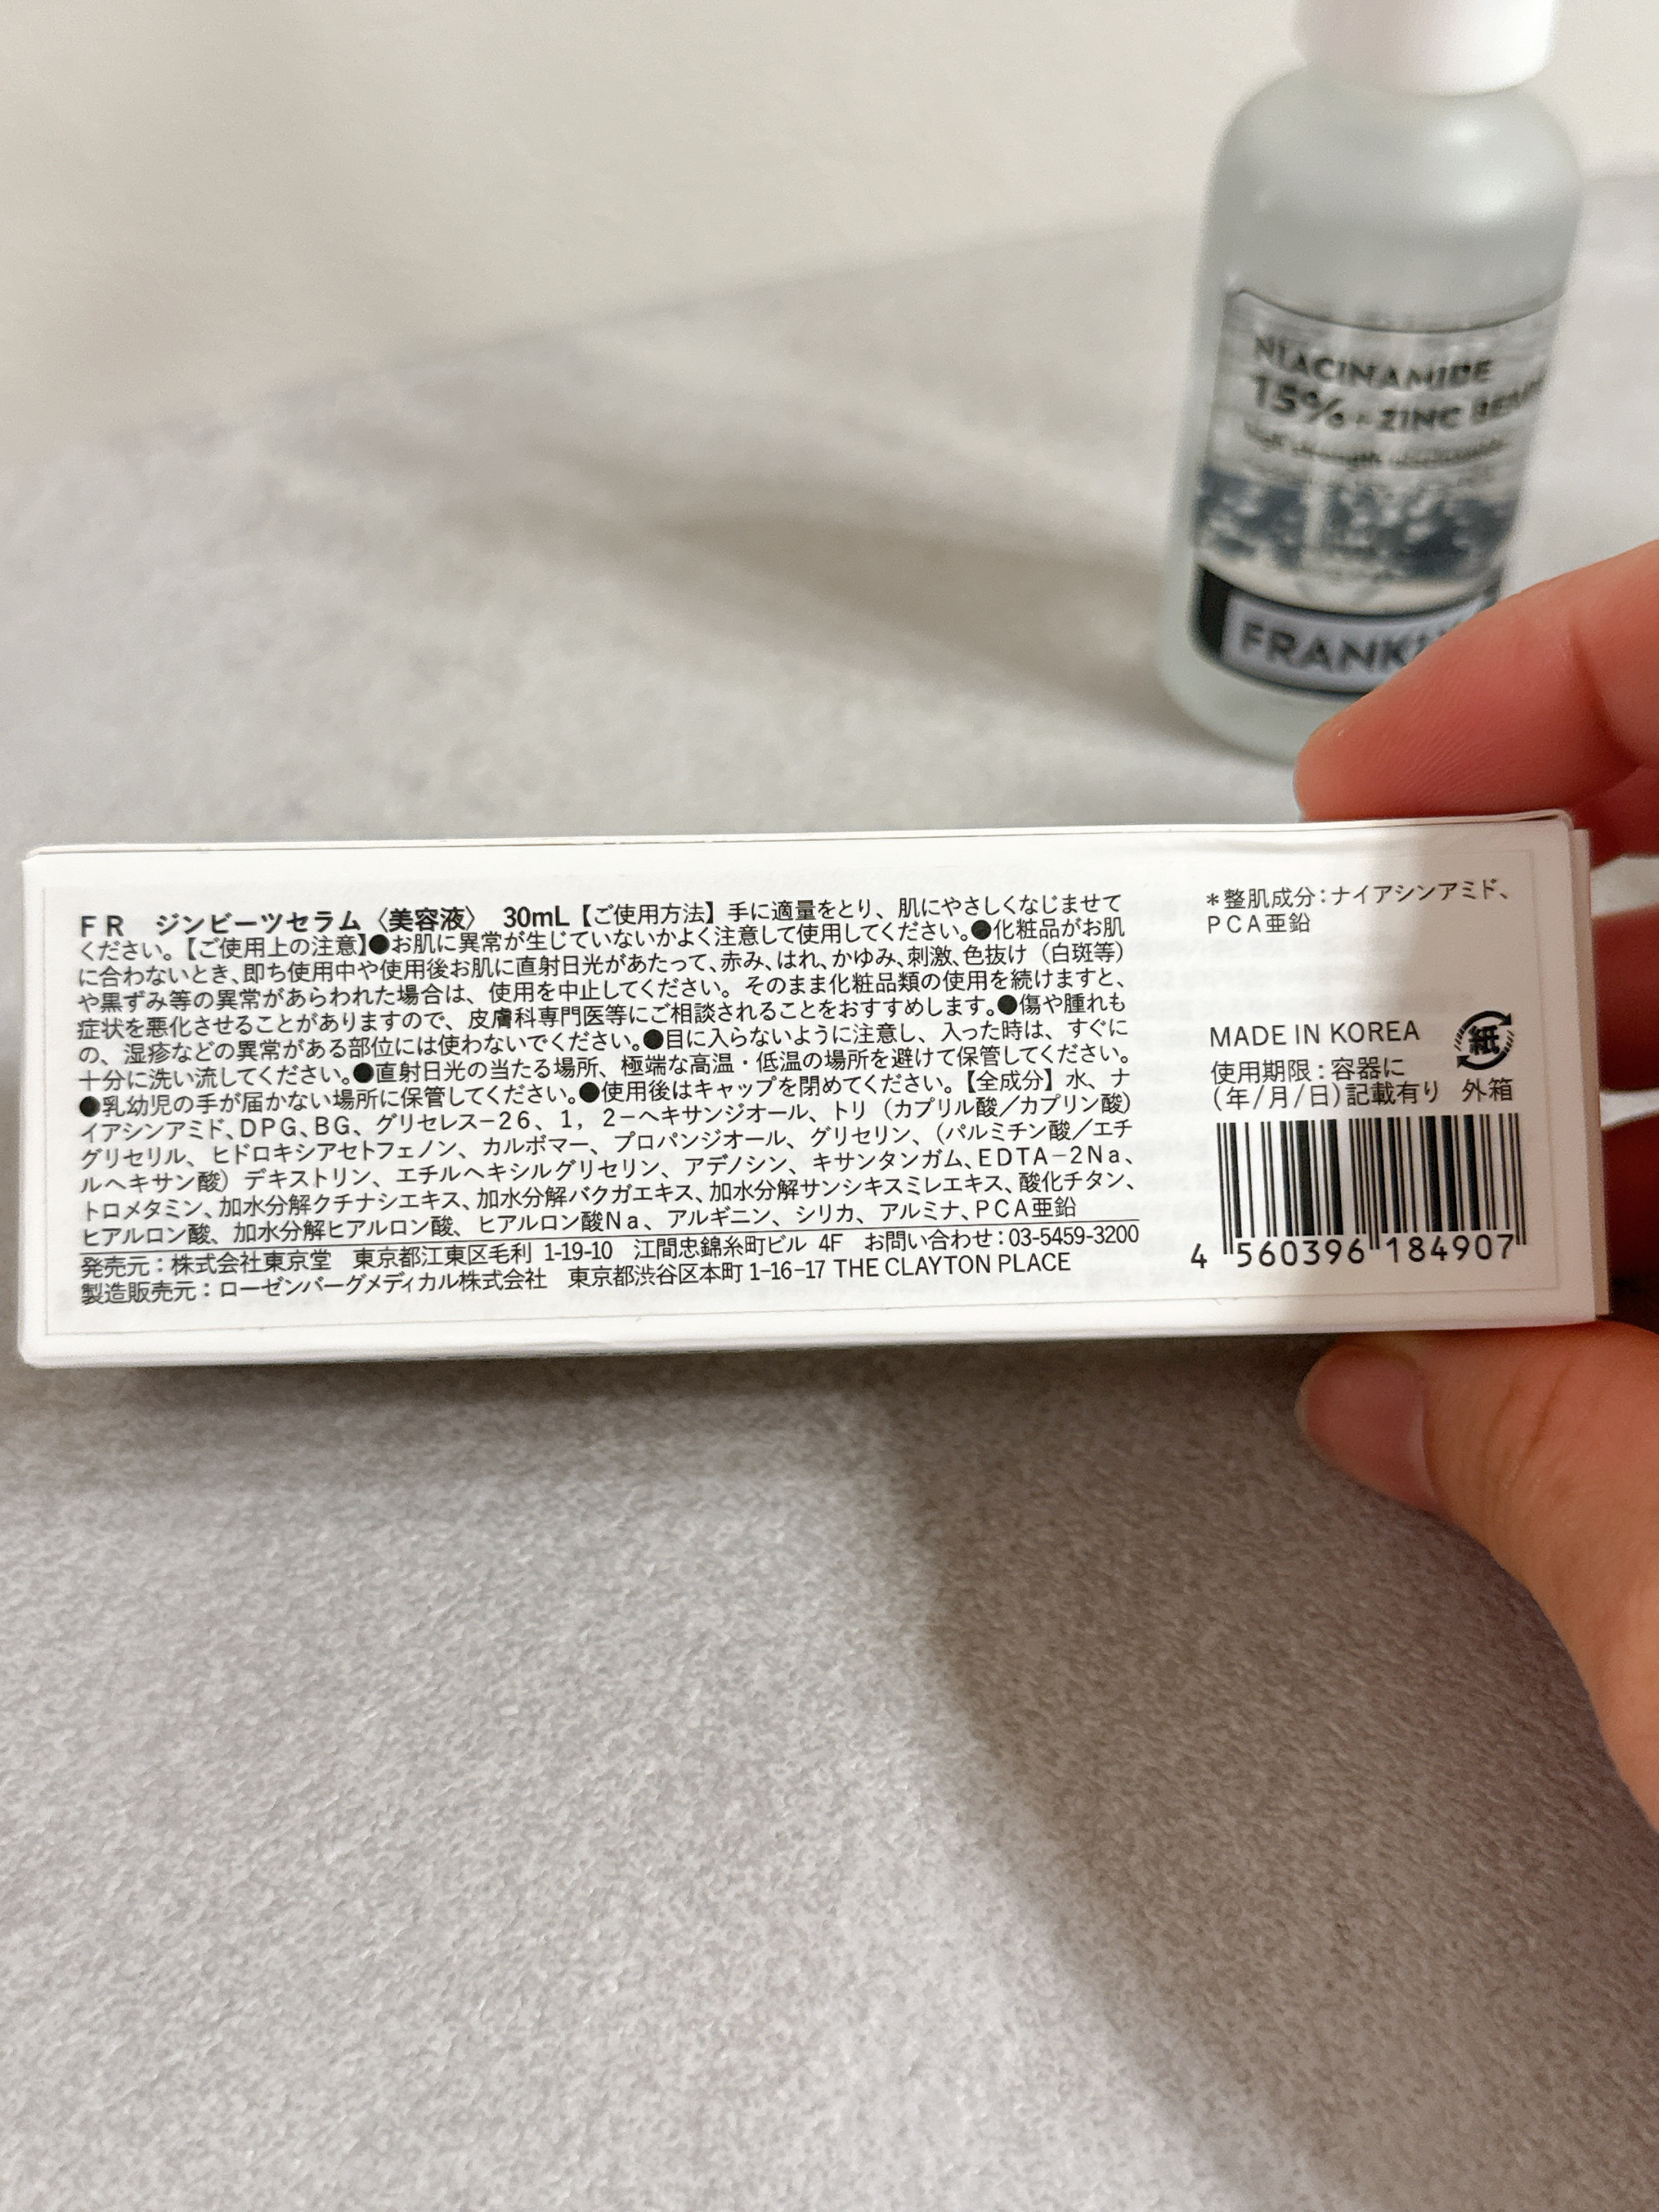 NIACINAMIDE
15% + ZINC
FRANK
FR ジンビーツセラム〈美容液〉 30mL【ご使用方法】手に適量をとり、肌にやさしくなじませて
ください。【ご使用上の注意】●お肌に異常が生じていないかよく注意して使用してください。●化粧品がお肌
に合わないとき、即ち使用中や使用後お肌に直射日光があたって、赤み、はれ、かゆみ、刺激、色抜け（白斑等）
や黒ずみ等の異常があらわれた場合は、使用を中止してください。そのまま化粧品類の使用を続けますと、
症状を悪化させることがありますので、皮膚科専門医等にご相談されることをおすすめします。●傷や腫れも
の、湿疹などの異常がある部位には使わないでください。●目に入らないように注意し、入った時は、すぐに
十分に洗い流してください。●直射日光の当たる場所、極端な高温・低温の場所を避けて保管してください。
●乳幼児の手が届かない場所に保管してください。●使用後はキャップを閉めてください。【全成分】水、ナ
イアシンアミド、DPG、BG、グリセレス−26、1，2−ヘキサンジオール、トリ（カプリル酸／カプリン酸）
グリセリル、ヒドロキシアセトフェノン、カルボマー、プロパンジオール、グリセリン、（パルミチン酸／エチ
ルヘキサン酸）デキストリン、エチルヘキシルグリセリン、アデノシン、キサンタンガム、EDTA−2Na、
トロメタミン、加水分解クチナシエキス、加水分解バクガエキス、加水分解サンシキスミレエキス、酸化チタン、
ヒアルロン酸、加水分解ヒアルロン酸、ヒアルロン酸Na、アルギニン、シリカ、アルミナ、PCA亜鉛
発売元：株式会社東京堂 東京都江東区毛利 1-19-10 江間忠錦糸町ビル 4F お問い合わせ：03-5459-3200
製造販売元：ローゼンバーグメディカル株式会社 東京都渋谷区本町 1-16-17 THE CLAYTON PLACE
＊整肌成分：ナイアシンアミド、
PCA亜鉛
MADE IN KOREA
紙
使用期限：容器に
(年/月/日)記載有り 外箱
4 560396 184907